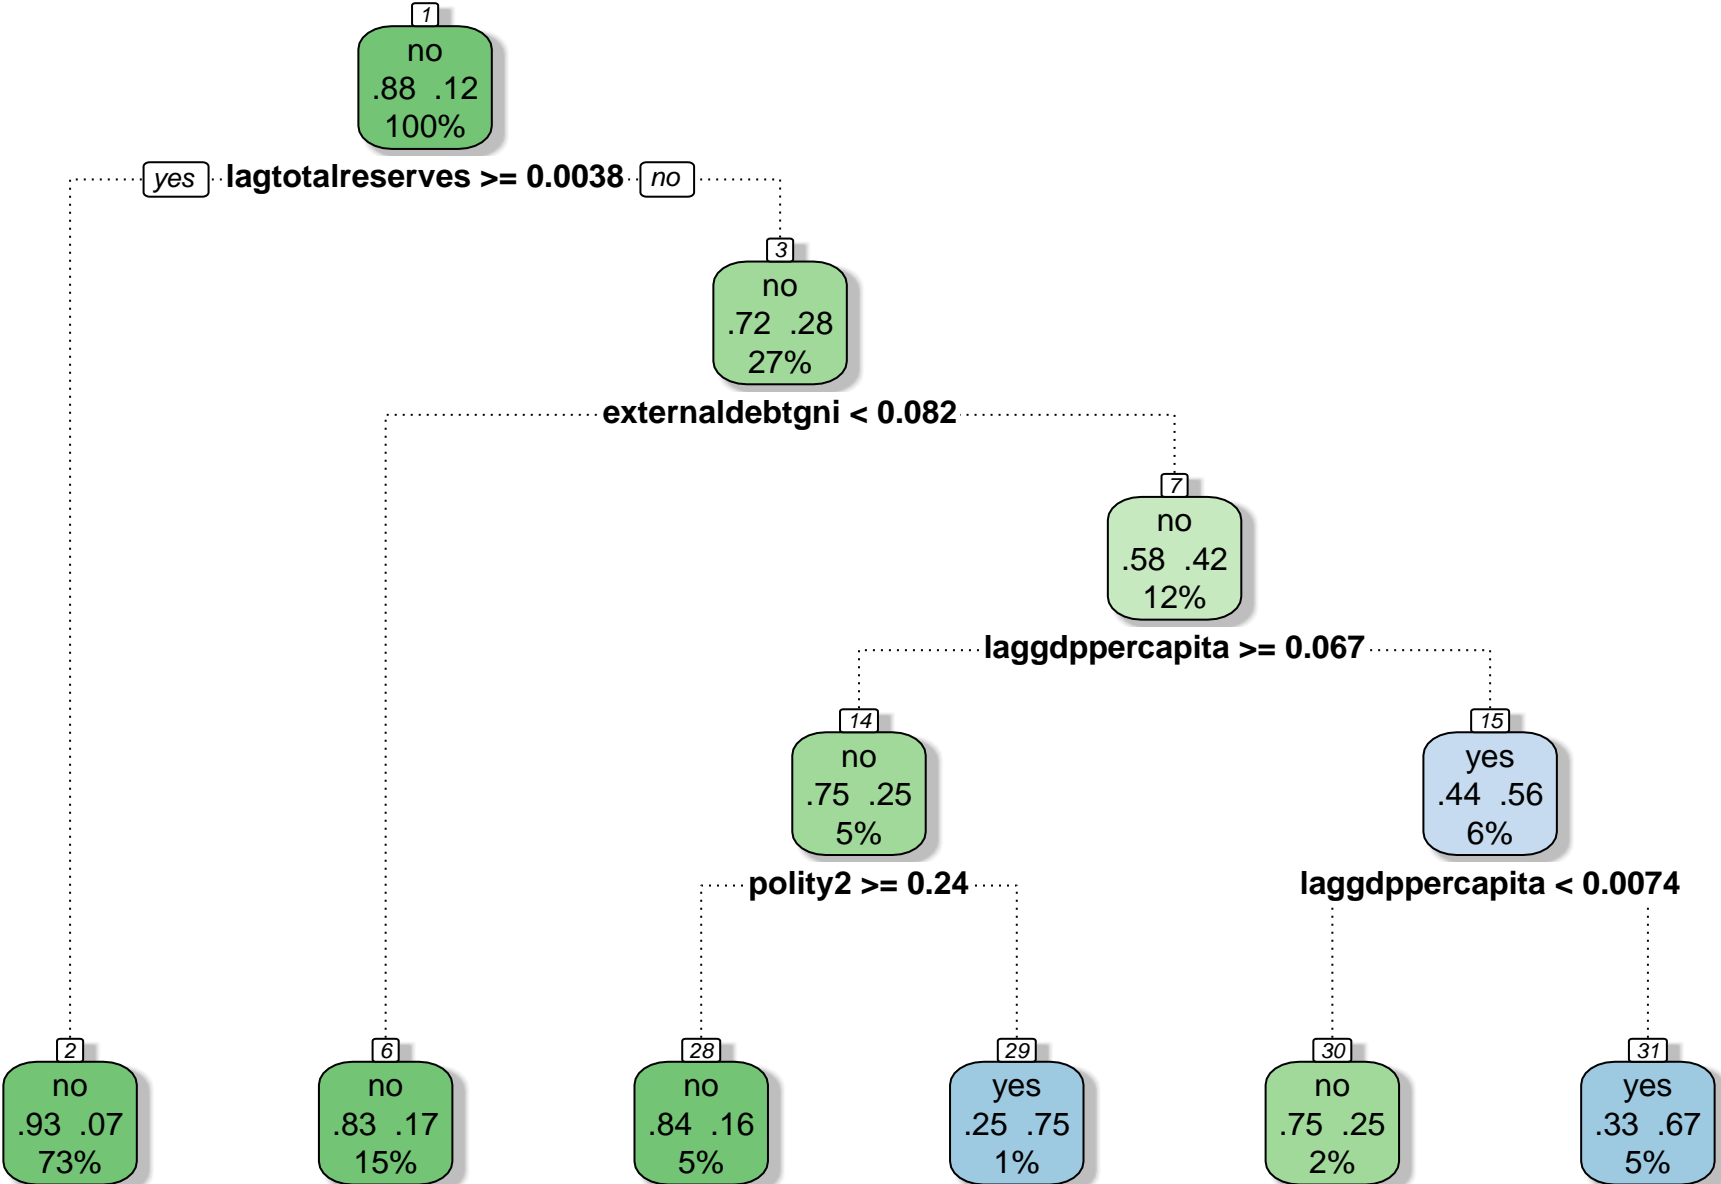 1
no
.88 .12
100%
yes lagtotalreserves >= 0.0038 no
3
no
.72 .28
27%
externaldebtgni < 0.082
7
no
.58 .42
12%
laggdppercapita >= 0.067
14
no
.75 .25
5%
15
yes
.44 .56
6%
polity2 >= 0.24
laggdppercapita < 0.0074
2
no
.93 .07
73%
6
no
.83 .17
15%
28
no
.84 .16
5%
29
yes
.25 .75
1%
30
no
.75 .25
2%
31
yes
.33 .67
5%